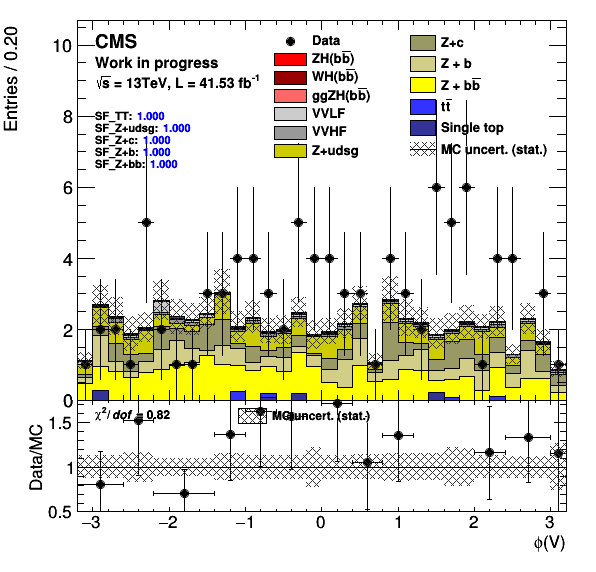 CMS
Work in progress
√s = 13TeV, L = 41.53 fb⁻¹
SF_TT: 1.000
SF_Z+udsg: 1.000
SF_Z+c: 1.000
SF_Z+b: 1.000
SF_Z+bb: 1.000
Data
ZH(bb̅)
WH(bb̅)
ggZH(bb̅)
VVLF
VVHF
Z+udsg
Z+c
Z + b
Z + bb̅
tt̅
Single top
MC uncert. (stat.)
Entries / 0.20
10
8
6
4
2
0
χ²/dof = 0.82
MC uncert. (stat.)
Data/MC
1.5
1
0.5
−3 −2 −1 0 1 2 3
ϕ(V)